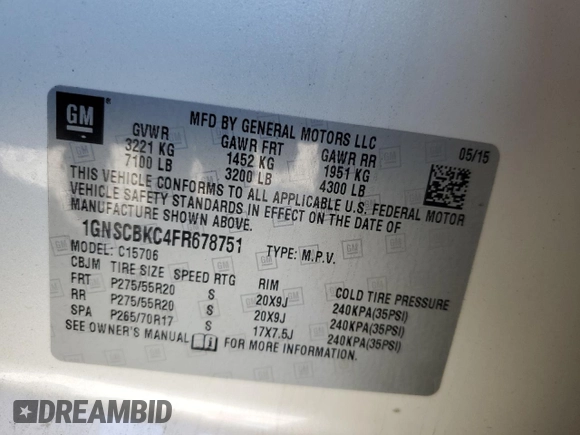 GM
MFD BY GENERAL MOTORS LLC
05/15
GVWR GAWR FRT GAWR RR
3221 KG 1452 KG 1951 KG
7100 LB 3200 LB 4300 LB
THIS VEHICLE CONFORMS TO ALL APPLICABLE U.S. FEDERAL MOTOR
VEHICLE SAFETY STANDARDS IN EFFECT ON THE DATE OF
MANUFACTURE SHOWN ABOVE.
1GNSCBKC4FR678751 TYPE: M.P.V.
MODEL: C15706
CBJM TIRE SIZE SPEED RTG RIM COLD TIRE PRESSURE
FRT P275/55R20 S 20X9J 240KPA(35PSI)
RR P275/55R20 S 20X9J 240KPA(35PSI)
SPA P265/70R17 S 17X7.5J 240KPA(35PSI)
SEE OWNER'S MANUAL FOR MORE INFORMATION.
DREAMBID